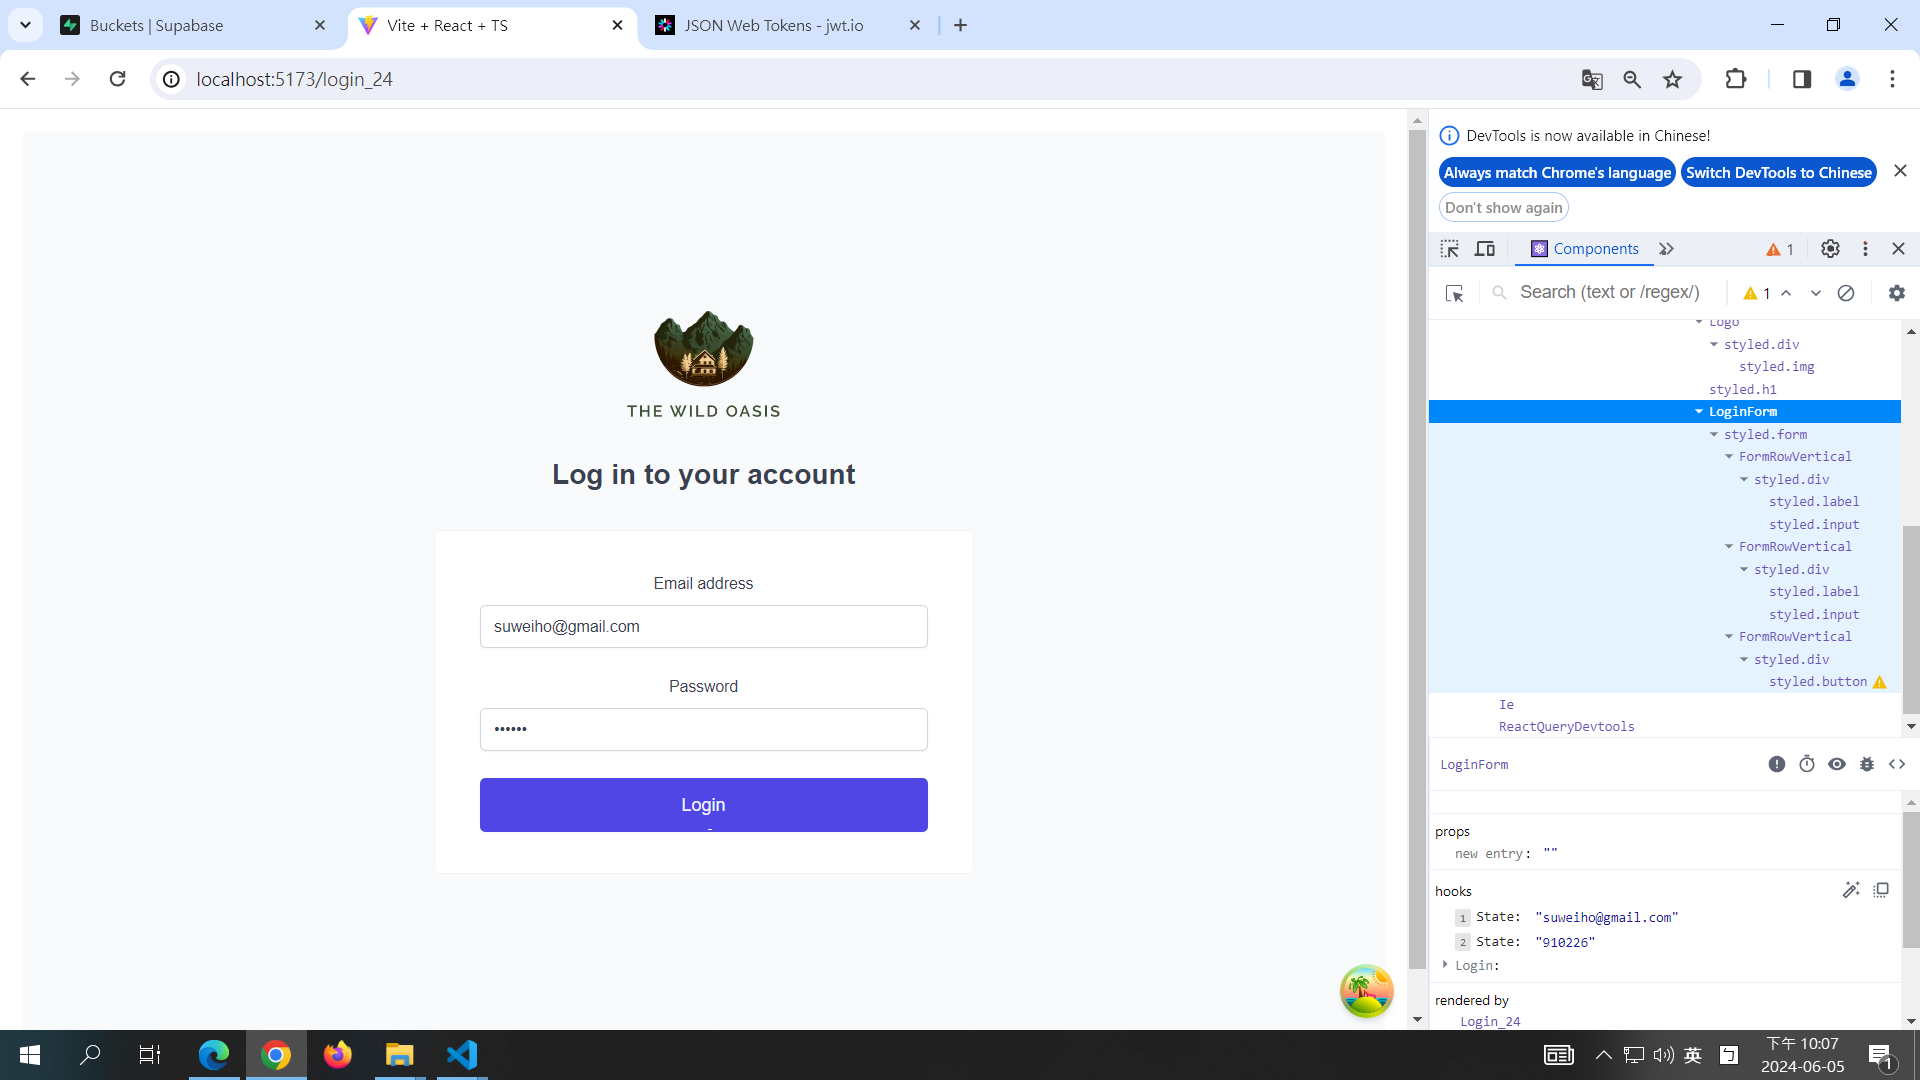 Buckets | Supabase
Vite + React + TS
JSON Web Tokens - jwt.io
localhost:5173/login_24
DevTools is now available in Chinese!
Always match Chrome's language
Switch DevTools to Chinese
Don't show again
Components
1
Search (text or /regex/)
1
Logo
styled.div
styled.img
styled.h1
LoginForm
styled.form
FormRowVertical
styled.div
styled.label
styled.input
FormRowVertical
styled.div
styled.label
styled.input
FormRowVertical
styled.div
styled.button
Ie
ReactQueryDevtools
LoginForm
props
new entry: ""
hooks
1 State: "suweiho@gmail.com"
2 State: "910226"
Login:
rendered by
Login_24
THE WILD OASIS
Log in to your account
Email address
suweiho@gmail.com
Password
••••••
Login
英
ㄅ
下午 10:07
2024-06-05
1